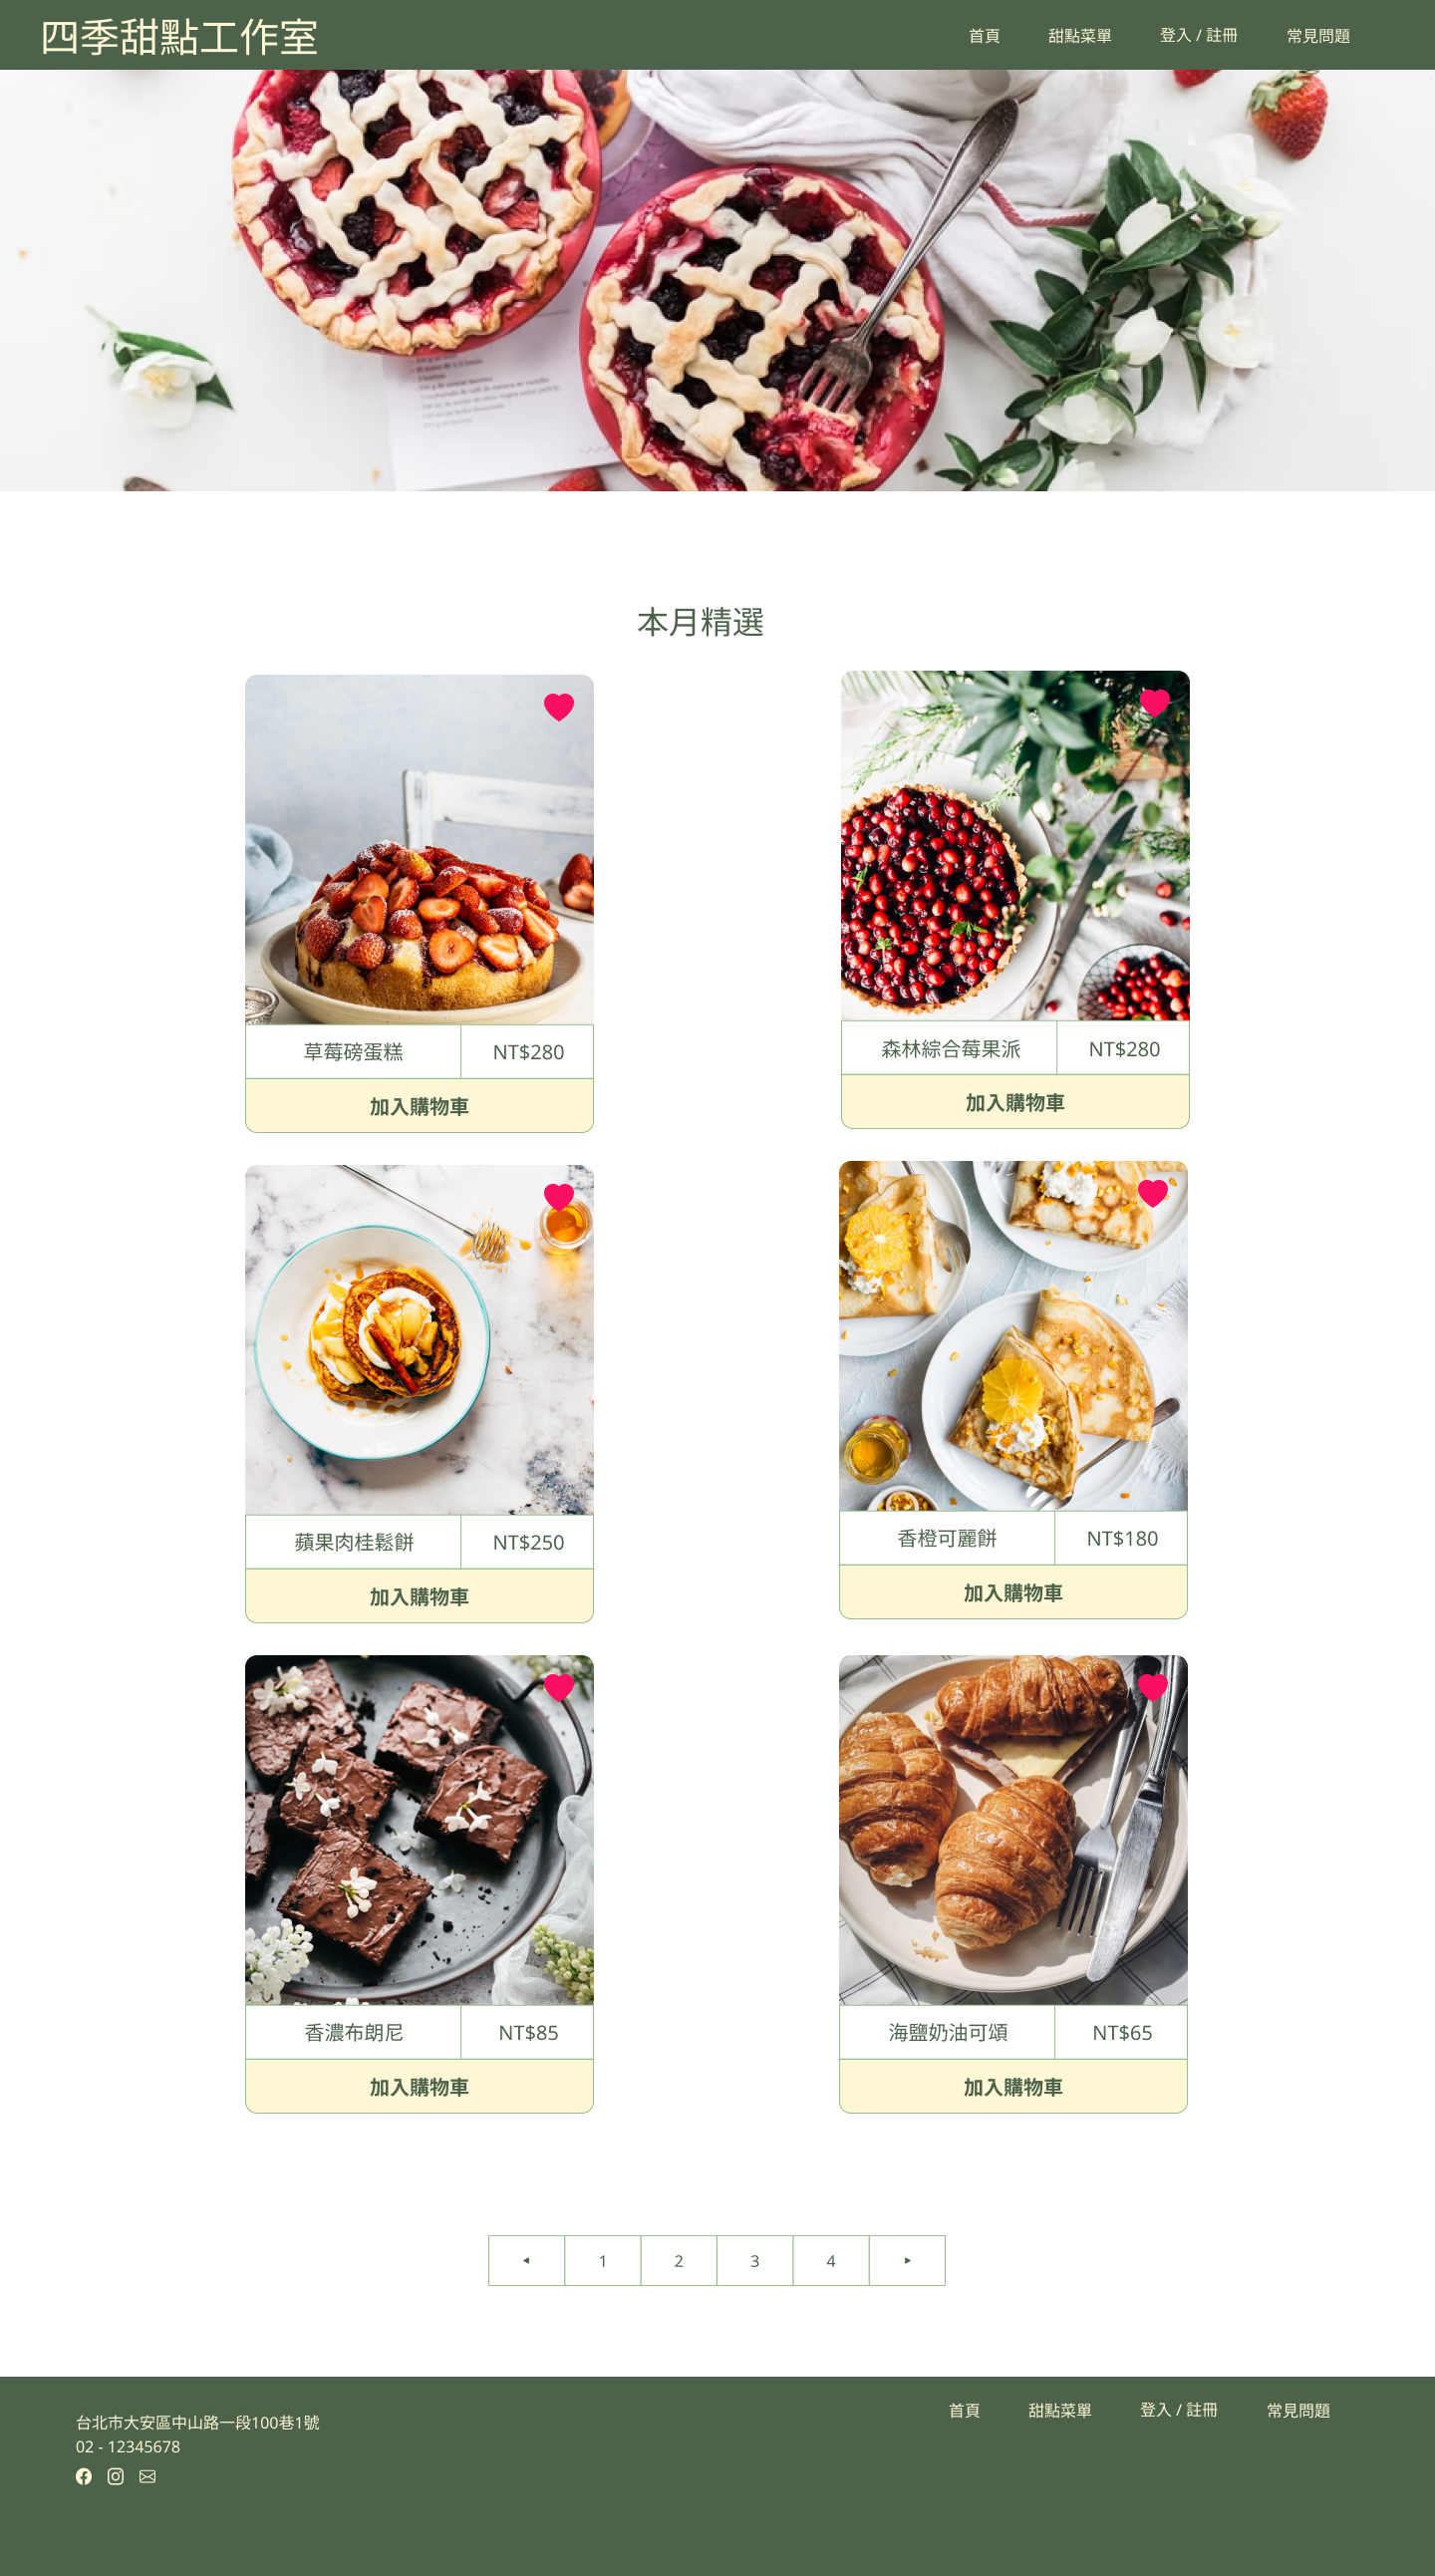 四季甜點工作室
首頁 甜點菜單 登入 / 註冊 常見問題
本月精選
草莓磅蛋糕 NT$280
加入購物車
森林綜合莓果派 NT$280
加入購物車
蘋果肉桂鬆餅 NT$250
加入購物車
香橙可麗餅 NT$180
加入購物車
香濃布朗尼 NT$85
加入購物車
海鹽奶油可頌 NT$65
加入購物車
1 2 3 4
首頁 甜點菜單 登入 / 註冊 常見問題
台北市大安區中山路一段100巷1號
02 - 12345678